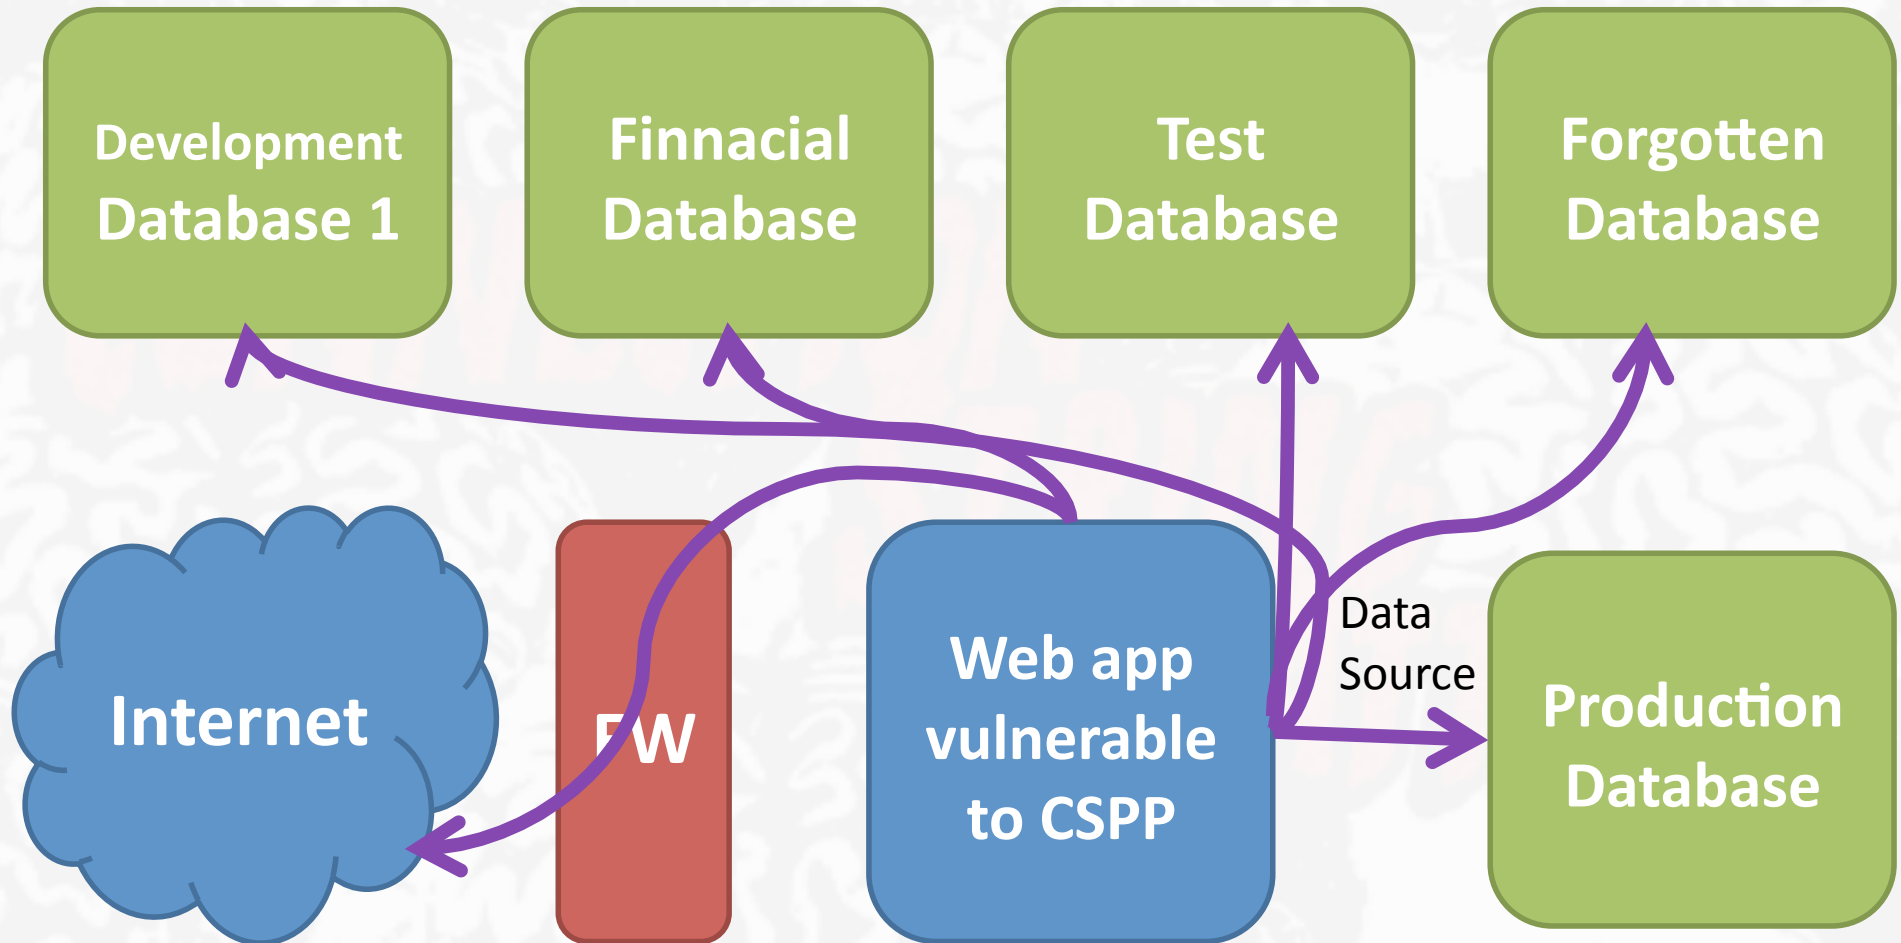 Development
Database 1
Finnacial
Database
Test
Database
Forgotten
Database
Internet
FW
Web app
vulnerable
to CSPP
Data
Source
Production
Database